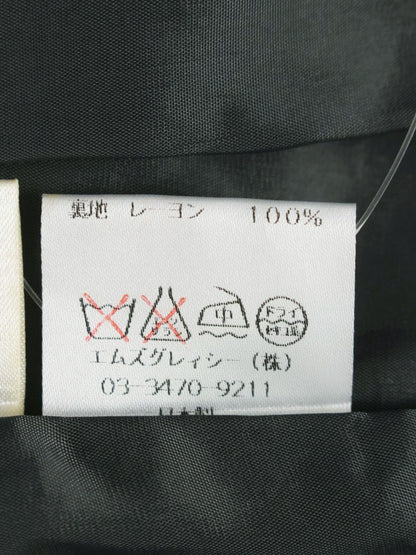 裏地 レーヨン 100%
中 ドライ
エムズグレィシー(株)
03-3470-9211
日本製